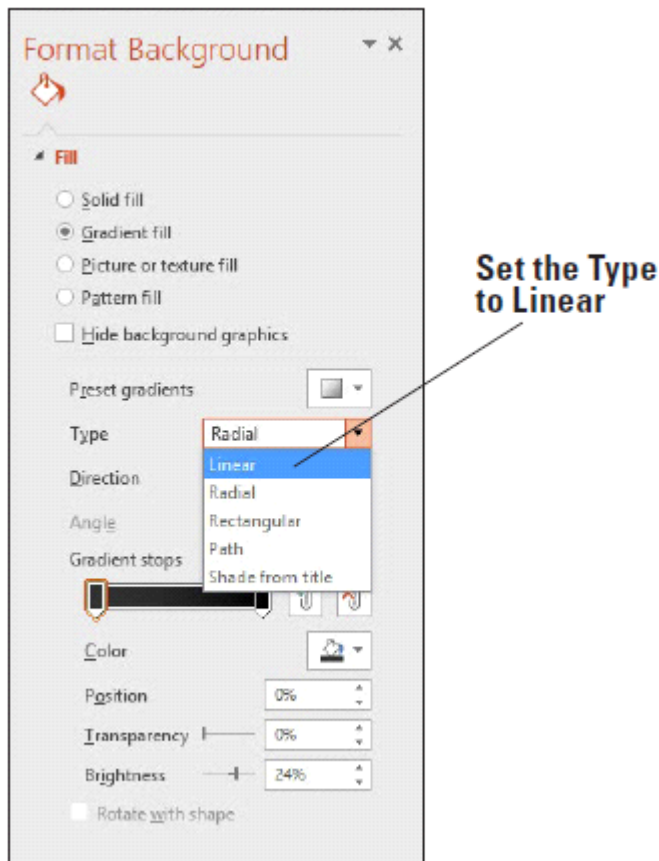 Format Background
Fill
Solid fill
Gradient fill
Picture or texture fill
Pattern fill
Hide background graphics
Set the Type
to Linear
Preset gradients
Type Radial
Linear
Direction
Radial
Rectangular
Angle
Path
Gradient stops
Shade from title
Color
Position 0%
Transparency 0%
Brightness 24%
Rotate with shape